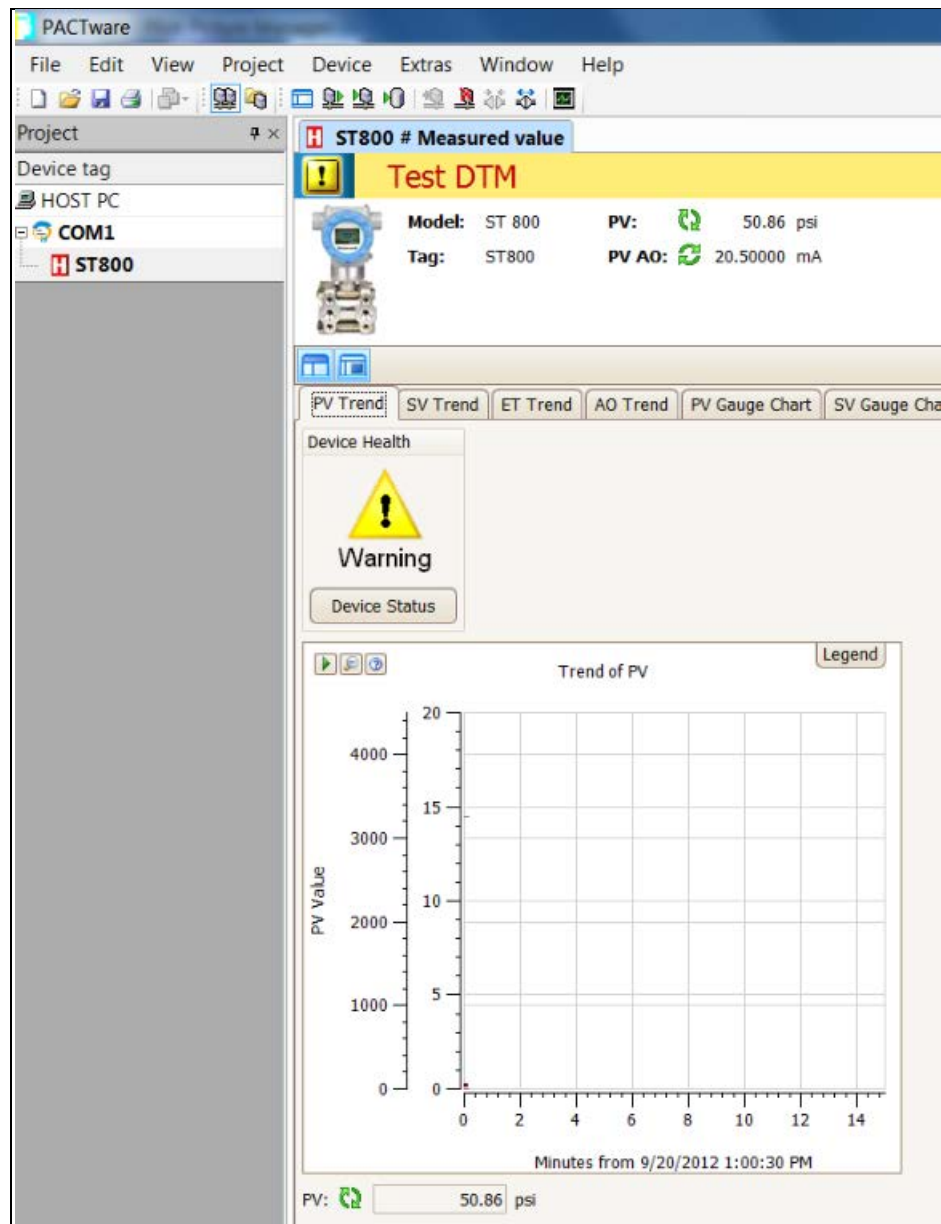 PACTware
File Edit View Project Device Extras Window Help
Project
Device tag
HOST PC
COM1
ST800
ST800 # Measured value
Test DTM
Model: ST 800 PV: 50.86 psi
Tag: ST800 PV AO: 20.50000 mA
PV Trend SV Trend ET Trend AO Trend PV Gauge Chart SV Gauge Cha
Device Health
Warning
Device Status
Legend
Trend of PV
PV Value
4000
3000
2000
1000
0
20
15
10
5
0
0 2 4 6 8 10 12 14
Minutes from 9/20/2012 1:00:30 PM
PV: 50.86 psi